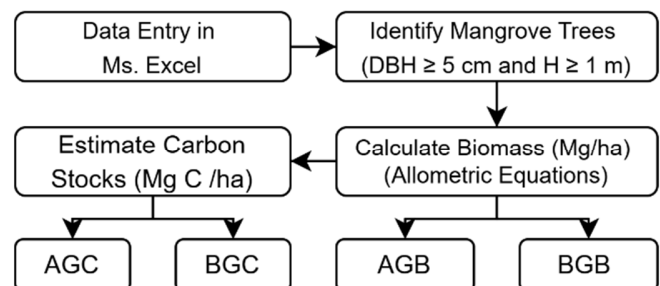 Data Entry in
Ms. Excel
Identify Mangrove Trees
(DBH ≥ 5 cm and H ≥ 1 m)
Estimate Carbon
Stocks (Mg C /ha)
Calculate Biomass (Mg/ha)
(Allometric Equations)
AGC
BGC
AGB
BGB